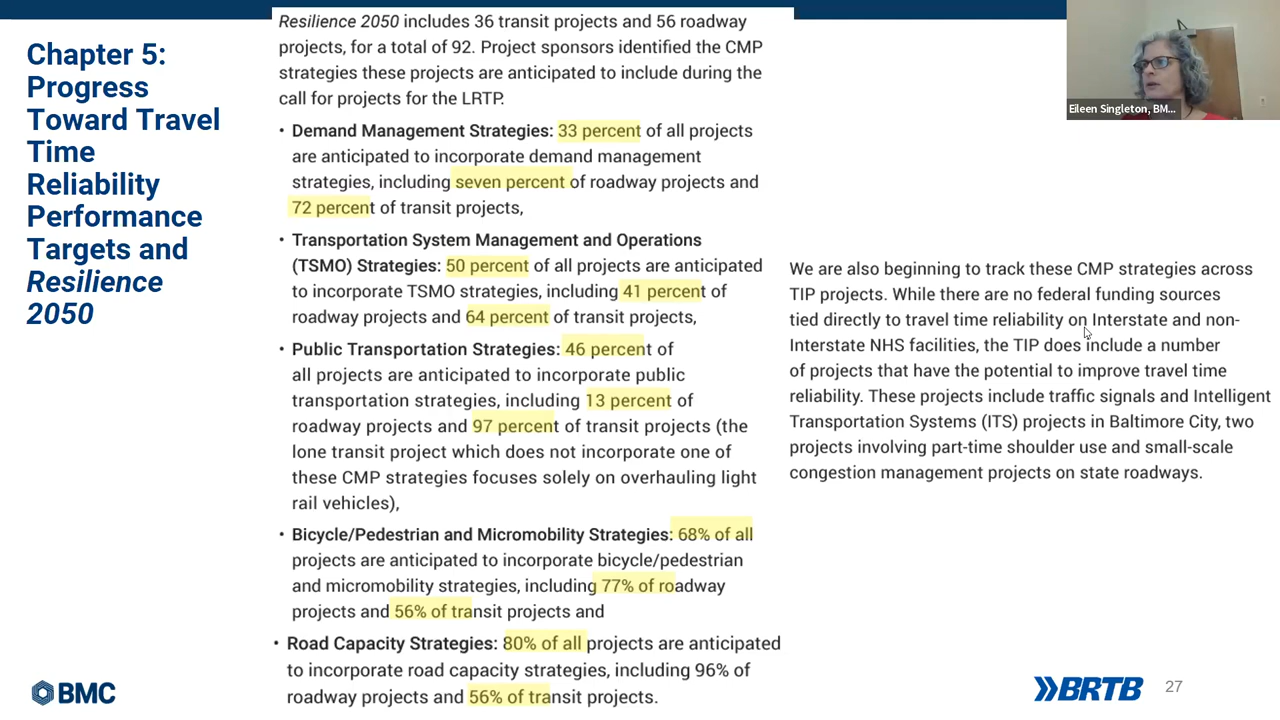 Chapter 5:
Progress
Toward Travel
Time
Reliability
Performance
Targets and
Resilience
2050
Resilience 2050 includes 36 transit projects and 56 roadway
projects, for a total of 92. Project sponsors identified the CMP
strategies these projects are anticipated to include during the
call for projects for the LRTP.
• Demand Management Strategies: 33 percent of all projects
are anticipated to incorporate demand management
strategies, including seven percent of roadway projects and
72 percent of transit projects,
• Transportation System Management and Operations
(TSMO) Strategies: 50 percent of all projects are anticipated
to incorporate TSMO strategies, including 41 percent of
roadway projects and 64 percent of transit projects,
• Public Transportation Strategies: 46 percent of
all projects are anticipated to incorporate public
transportation strategies, including 13 percent of
roadway projects and 97 percent of transit projects (the
lone transit project which does not incorporate one of
these CMP strategies focuses solely on overhauling light
rail vehicles),
• Bicycle/Pedestrian and Micromobility Strategies: 68% of all
projects are anticipated to incorporate bicycle/pedestrian
and micromobility strategies, including 77% of roadway
projects and 56% of transit projects and
• Road Capacity Strategies: 80% of all projects are anticipated
to incorporate road capacity strategies, including 96% of
roadway projects and 56% of transit projects.
We are also beginning to track these CMP strategies across
TIP projects. While there are no federal funding sources
tied directly to travel time reliability on Interstate and non-
Interstate NHS facilities, the TIP does include a number
of projects that have the potential to improve travel time
reliability. These projects include traffic signals and Intelligent
Transportation Systems (ITS) projects in Baltimore City, two
projects involving part-time shoulder use and small-scale
congestion management projects on state roadways.
Eileen Singleton, BM...
BMC
BRTB
27